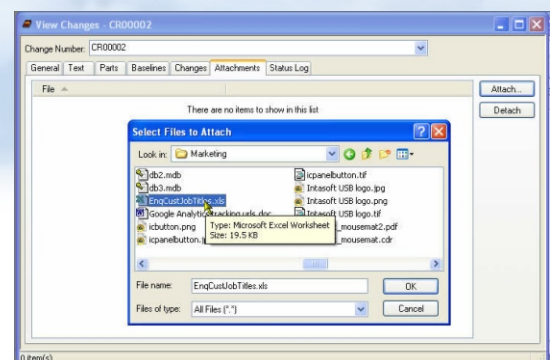 View Changes - CR00002
Change Number: CR00002
General Text Parts Baselines Changes Attachments Status Log
File
Attach...
There are no items to show in this list
Detach
Select Files to Attach
Look in: Marketing
db2.mdb
db3.mdb
EngCustJobTitles.xls
Google Analytics tracking urls.doc
icbutton.png
icpanelbutton.j
icpanelbutton.tif
Intasoft USB logo.jpg
Intasoft USB logo.png
Intasoft USB logo.tif
_mousemat2.pdf
_mousemat.cdr
Type: Microsoft Excel Worksheet
Size: 19.5 KB
File name: EngCustJobTitles.xls
OK
Files of type: All Files (*.*)
Cancel
0 item(s)